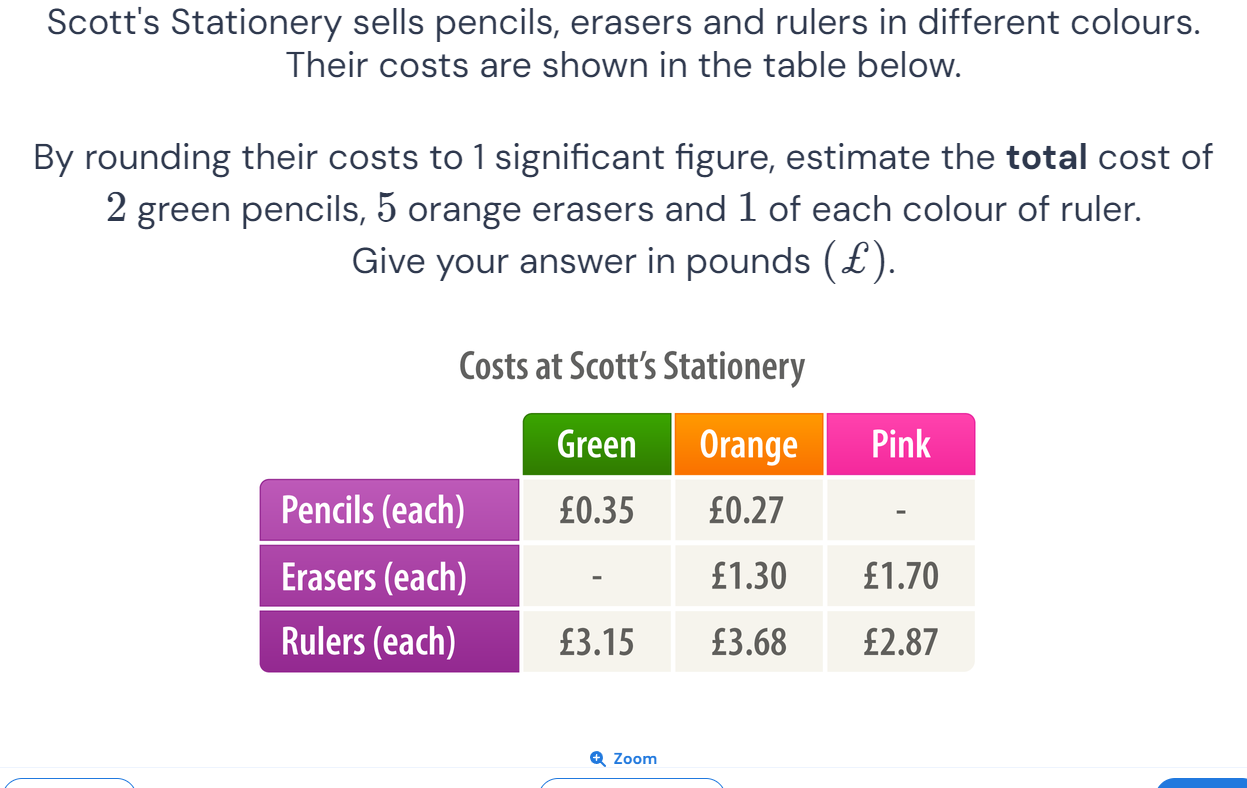 Scott's Stationery sells pencils, erasers and rulers in different colours.
Their costs are shown in the table below.
By rounding their costs to 1 significant figure, estimate the total cost of
2 green pencils, 5 orange erasers and 1 of each colour of ruler.
Give your answer in pounds (£).
Costs at Scott's Stationery
Green Orange Pink
Pencils (each) £0.35 £0.27 -
Erasers (each) - £1.30 £1.70
Rulers (each) £3.15 £3.68 £2.87
Zoom